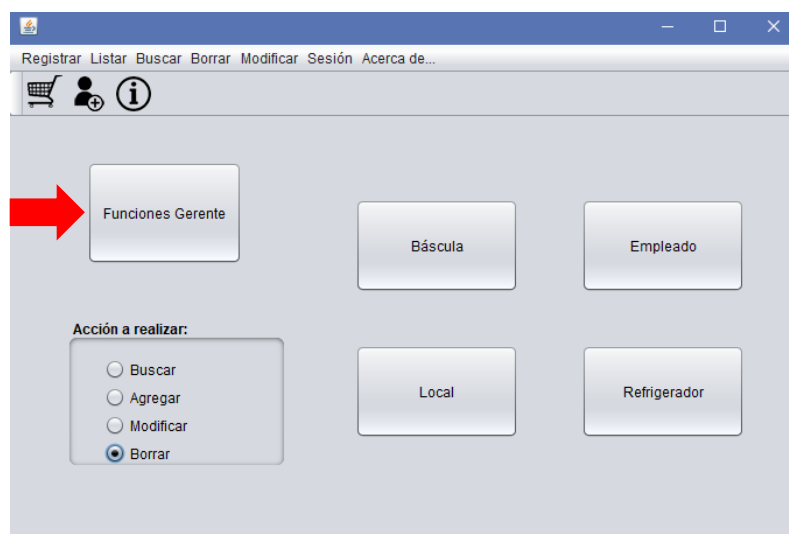 Registrar Listar Buscar Borrar Modificar Sesión Acerca de...
Funciones Gerente
Báscula
Empleado
Acción a realizar:
Buscar
Agregar
Modificar
Borrar
Local
Refrigerador